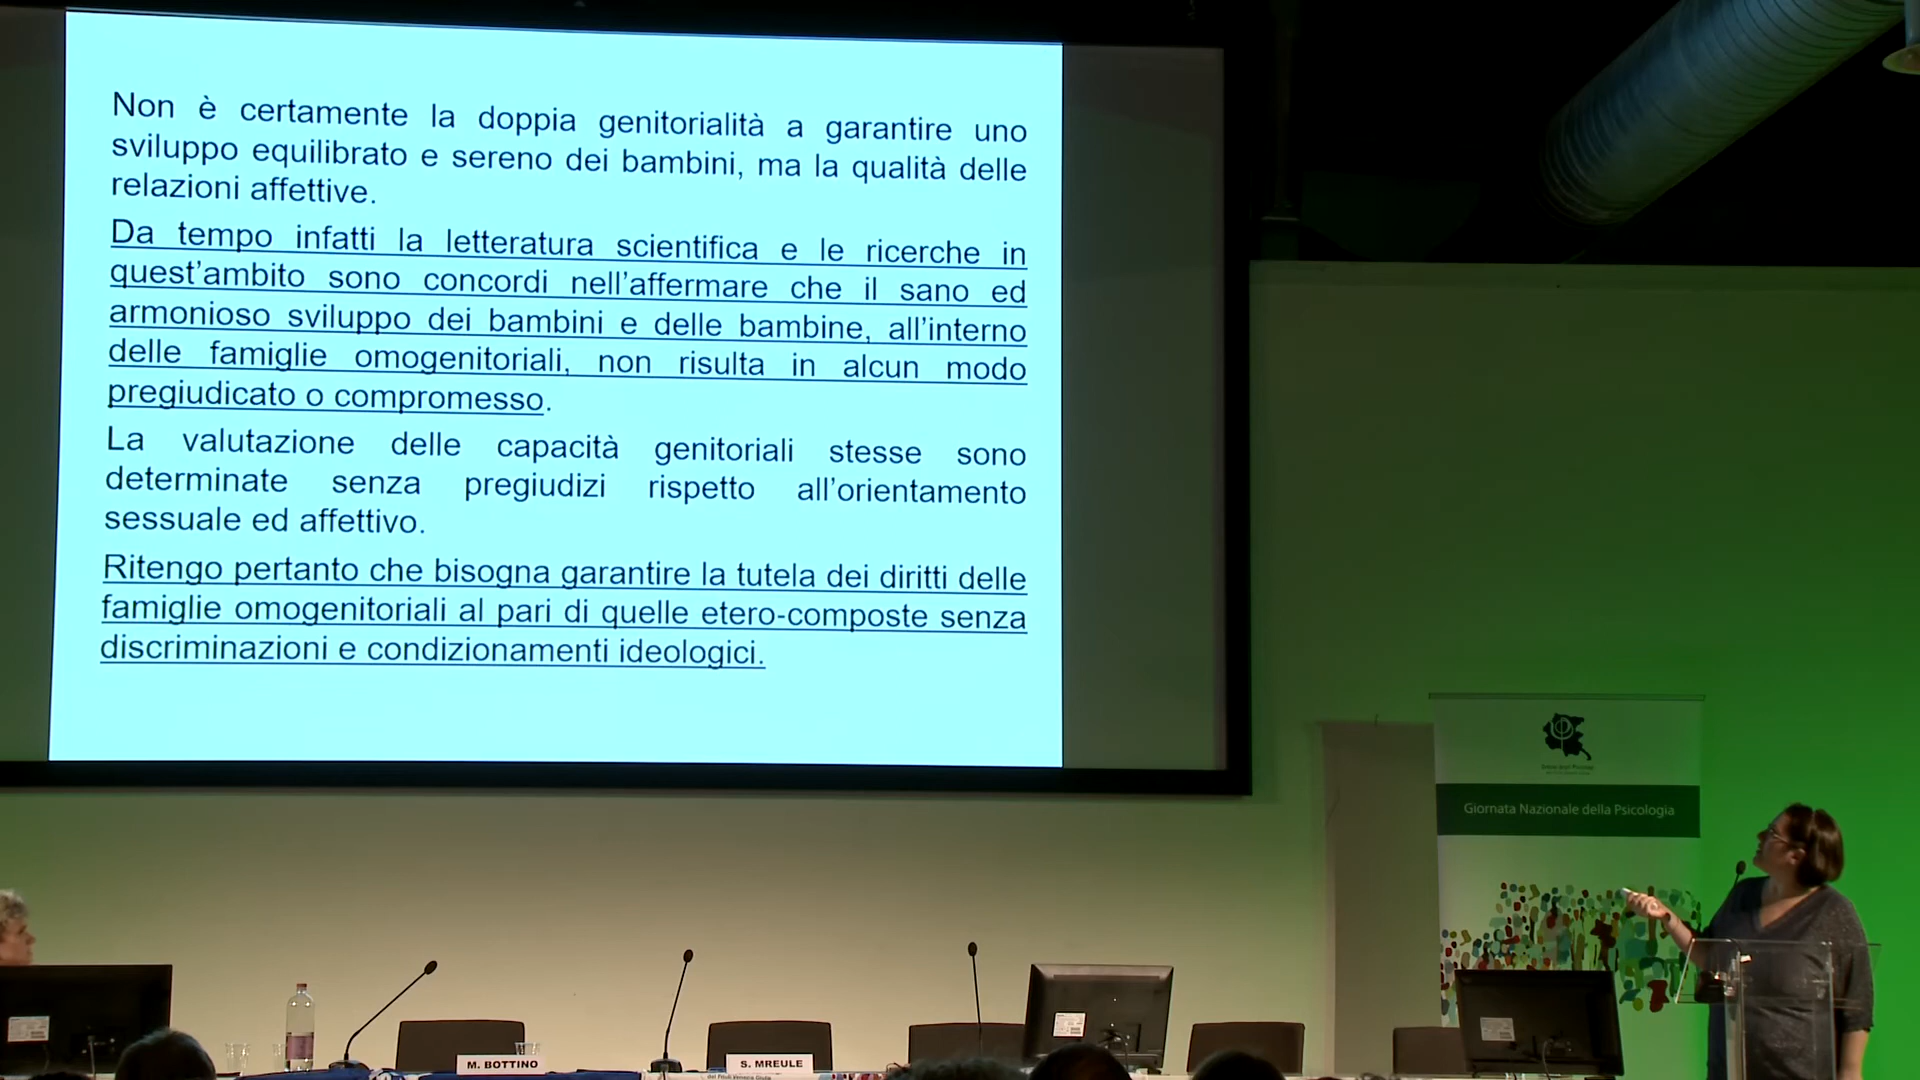 Non è certamente la doppia genitorialità a garantire uno
sviluppo equilibrato e sereno dei bambini, ma la qualità delle
relazioni affettive.
Da tempo infatti la letteratura scientifica e le ricerche in
quest'ambito sono concordi nell'affermare che il sano ed
armonioso sviluppo dei bambini e delle bambine, all'interno
delle famiglie omogenitoriali, non risulta in alcun modo
pregiudicato o compromesso.
La valutazione delle capacità genitoriali stesse sono
determinate senza pregiudizi rispetto all'orientamento
sessuale ed affettivo.
Ritengo pertanto che bisogna garantire la tutela dei diritti delle
famiglie omogenitoriali al pari di quelle etero-composte senza
discriminazioni e condizionamenti ideologici.
Giornata Nazionale della Psicologia
M. BOTTINO
S. MREULE